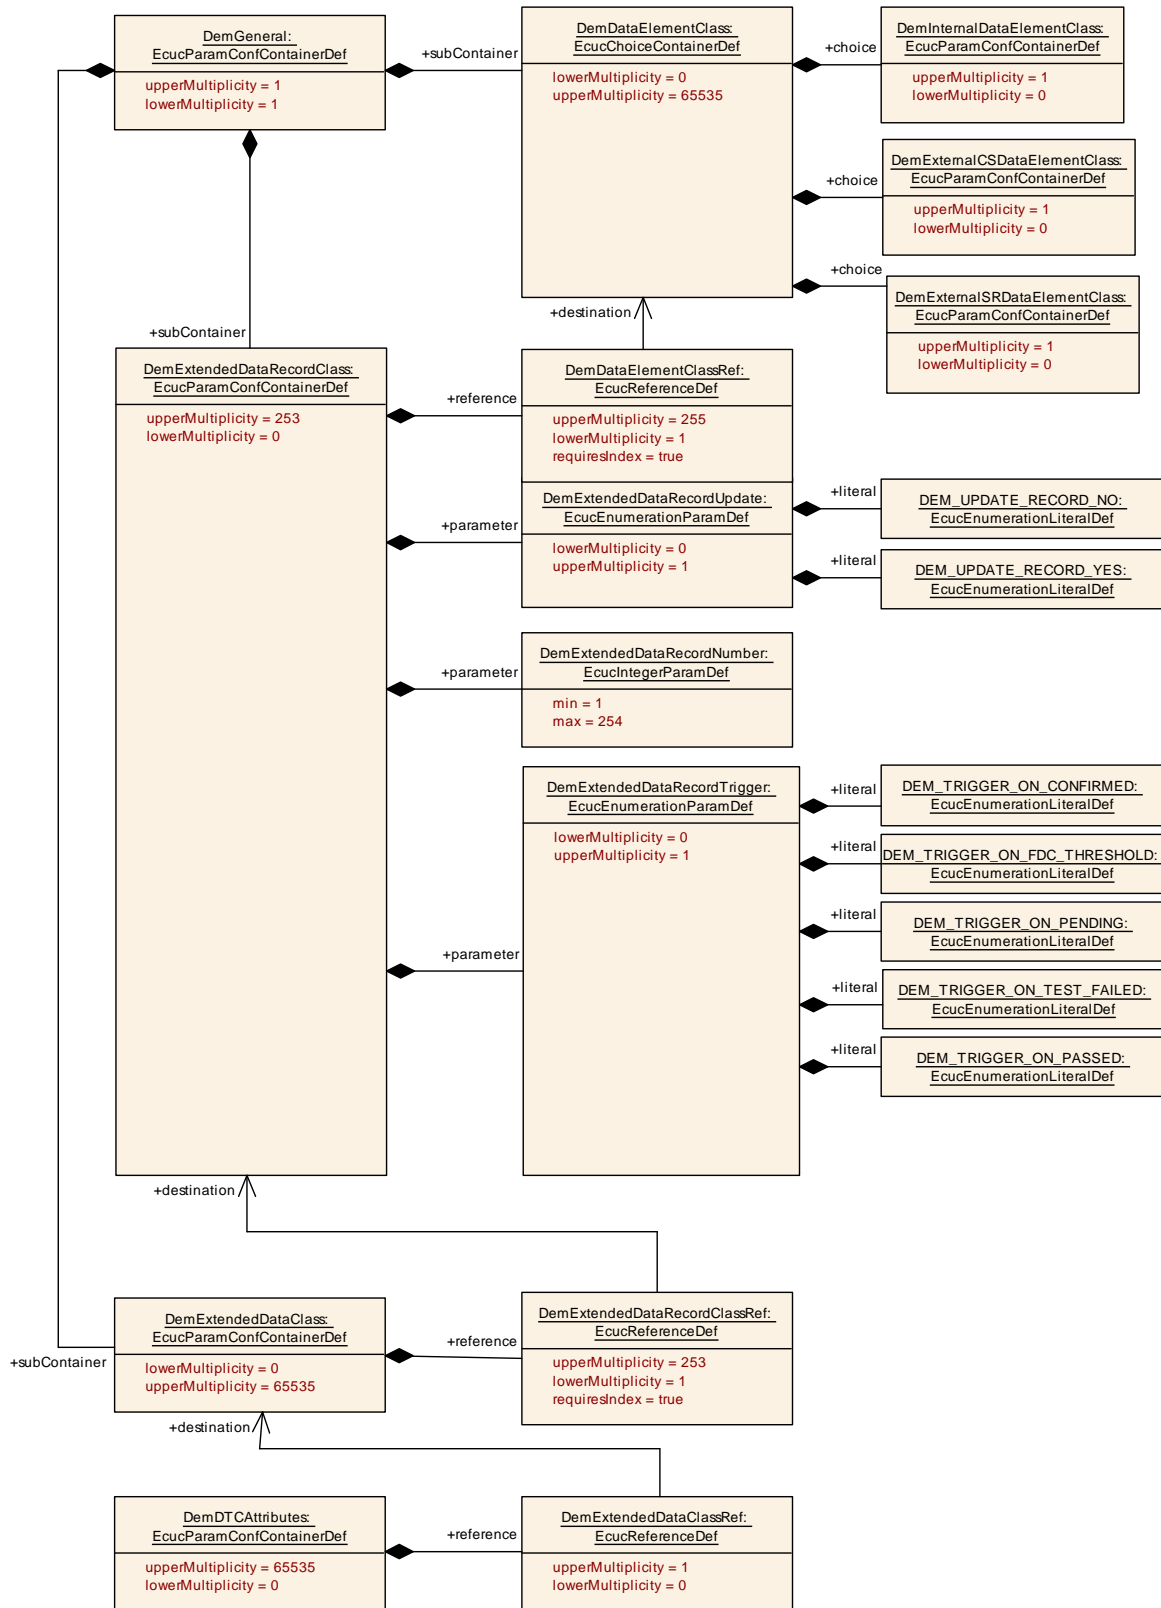 DemGeneral:
EcucParamConfContainerDef
upperMultiplicity = 1
lowerMultiplicity = 1
+subContainer
DemDataElementClass:
EcucChoiceContainerDef
lowerMultiplicity = 0
upperMultiplicity = 65535
+choice
DemInternalDataElementClass:
EcucParamConfContainerDef
upperMultiplicity = 1
lowerMultiplicity = 0
+choice
DemExternalCSDataElementClass:
EcucParamConfContainerDef
upperMultiplicity = 1
lowerMultiplicity = 0
+choice
DemExternalSRDataElementClass:
EcucParamConfContainerDef
upperMultiplicity = 1
lowerMultiplicity = 0
+destination
+subContainer
DemExtendedDataRecordClass:
EcucParamConfContainerDef
upperMultiplicity = 253
lowerMultiplicity = 0
+reference
DemDataElementClassRef:
EcucReferenceDef
upperMultiplicity = 255
lowerMultiplicity = 1
requiresIndex = true
+parameter
DemExtendedDataRecordUpdate:
EcucEnumerationParamDef
lowerMultiplicity = 0
upperMultiplicity = 1
+literal
DEM_UPDATE_RECORD_NO:
EcucEnumerationLiteralDef
+literal
DEM_UPDATE_RECORD_YES:
EcucEnumerationLiteralDef
+parameter
DemExtendedDataRecordNumber:
EcucIntegerParamDef
min = 1
max = 254
+parameter
DemExtendedDataRecordTrigger:
EcucEnumerationParamDef
lowerMultiplicity = 0
upperMultiplicity = 1
+literal
DEM_TRIGGER_ON_CONFIRMED:
EcucEnumerationLiteralDef
+literal
DEM_TRIGGER_ON_FDC_THRESHOLD:
EcucEnumerationLiteralDef
+literal
DEM_TRIGGER_ON_PENDING:
EcucEnumerationLiteralDef
+literal
DEM_TRIGGER_ON_TEST_FAILED:
EcucEnumerationLiteralDef
+literal
DEM_TRIGGER_ON_PASSED:
EcucEnumerationLiteralDef
+destination
+subContainer
DemExtendedDataClass:
EcucParamConfContainerDef
lowerMultiplicity = 0
upperMultiplicity = 65535
+reference
DemExtendedDataRecordClassRef:
EcucReferenceDef
upperMultiplicity = 253
lowerMultiplicity = 1
requiresIndex = true
+destination
DemDTCAttributes:
EcucParamConfContainerDef
upperMultiplicity = 65535
lowerMultiplicity = 0
+reference
DemExtendedDataClassRef:
EcucReferenceDef
upperMultiplicity = 1
lowerMultiplicity = 0